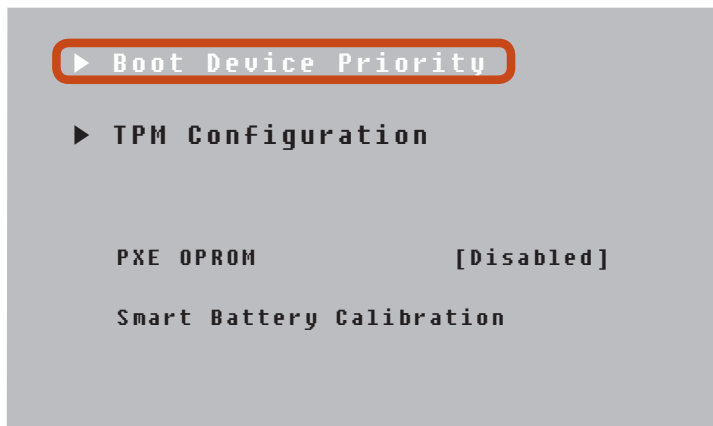 ▶ Boot Device Priority
▶ TPM Configuration
PXE OPROM [Disabled]
Smart Battery Calibration